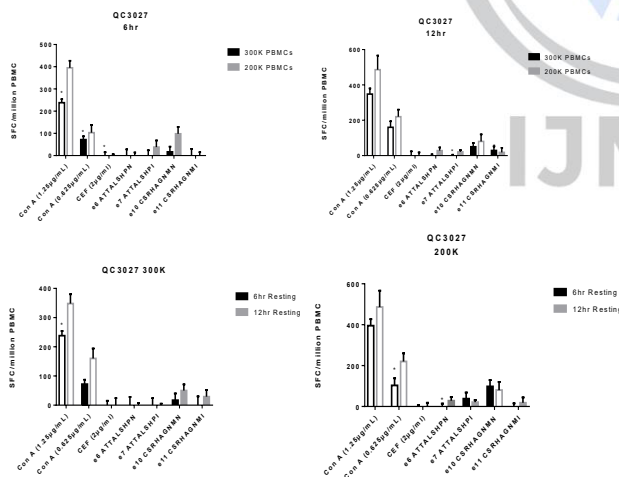 QC3027
6hr
SFC/million PBMC
500
400
300
200
100
0
*
*
*
Con A (1.25µg/mL)
Con A (0.625µg/mL)
CEF (2µg/ml)
e6 ATTALSHPN
e7 ATTALSHPI
e10 CSRHAGNMN
e11 CSRHAGNMI
300K PBMCs
200K PBMCs
QC3027
12hr
SFC/million PBMC
600
400
200
0
*
Con A (1.25µg/mL)
Con A (0.625µg/mL)
CEF (2µg/ml)
e6 ATTALSHPN
e7 ATTALSHPI
e10 CSRHAGNMN
e11 CSRHAGNMI
300K PBMCs
200K PBMCs
QC3027 300K
SFC/million PBMC
400
300
200
100
0
*
Con A (1.25µg/mL)
Con A (0.625µg/mL)
CEF (2µg/ml)
e6 ATTALSHPN
e7 ATTALSHPI
e10 CSRHAGNMN
e11 CSRHAGNMI
6hr Resting
12hr Resting
QC3027
200K
SFC/million PBMC
600
400
200
0
*
*
Con A (1.25µg/mL)
Con A (0.625µg/mL)
CEF (2µg/ml)
e6 ATTALSHPN
e7 ATTALSHPI
e10 CSRHAGNMN
e11 CSRHAGNMI
6hr Resting
12hr Resting